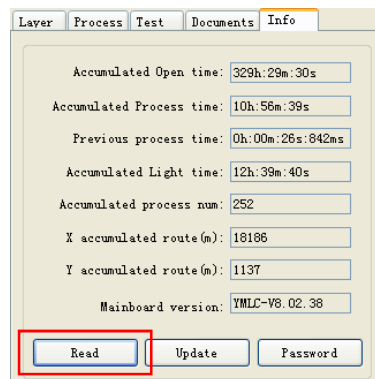 Layer Process Test Documents Info
Accumulated Open time: 329h:29m:30s
Accumulated Process time: 10h:56m:39s
Previous process time: 0h:00m:26s:842ms
Accumulated Light time: 12h:39m:40s
Accumulated process num: 252
X accumulated route(m): 18186
Y accumulated route(m): 1137
Mainboard version: YMLC-V8.02.38
Read Update Password